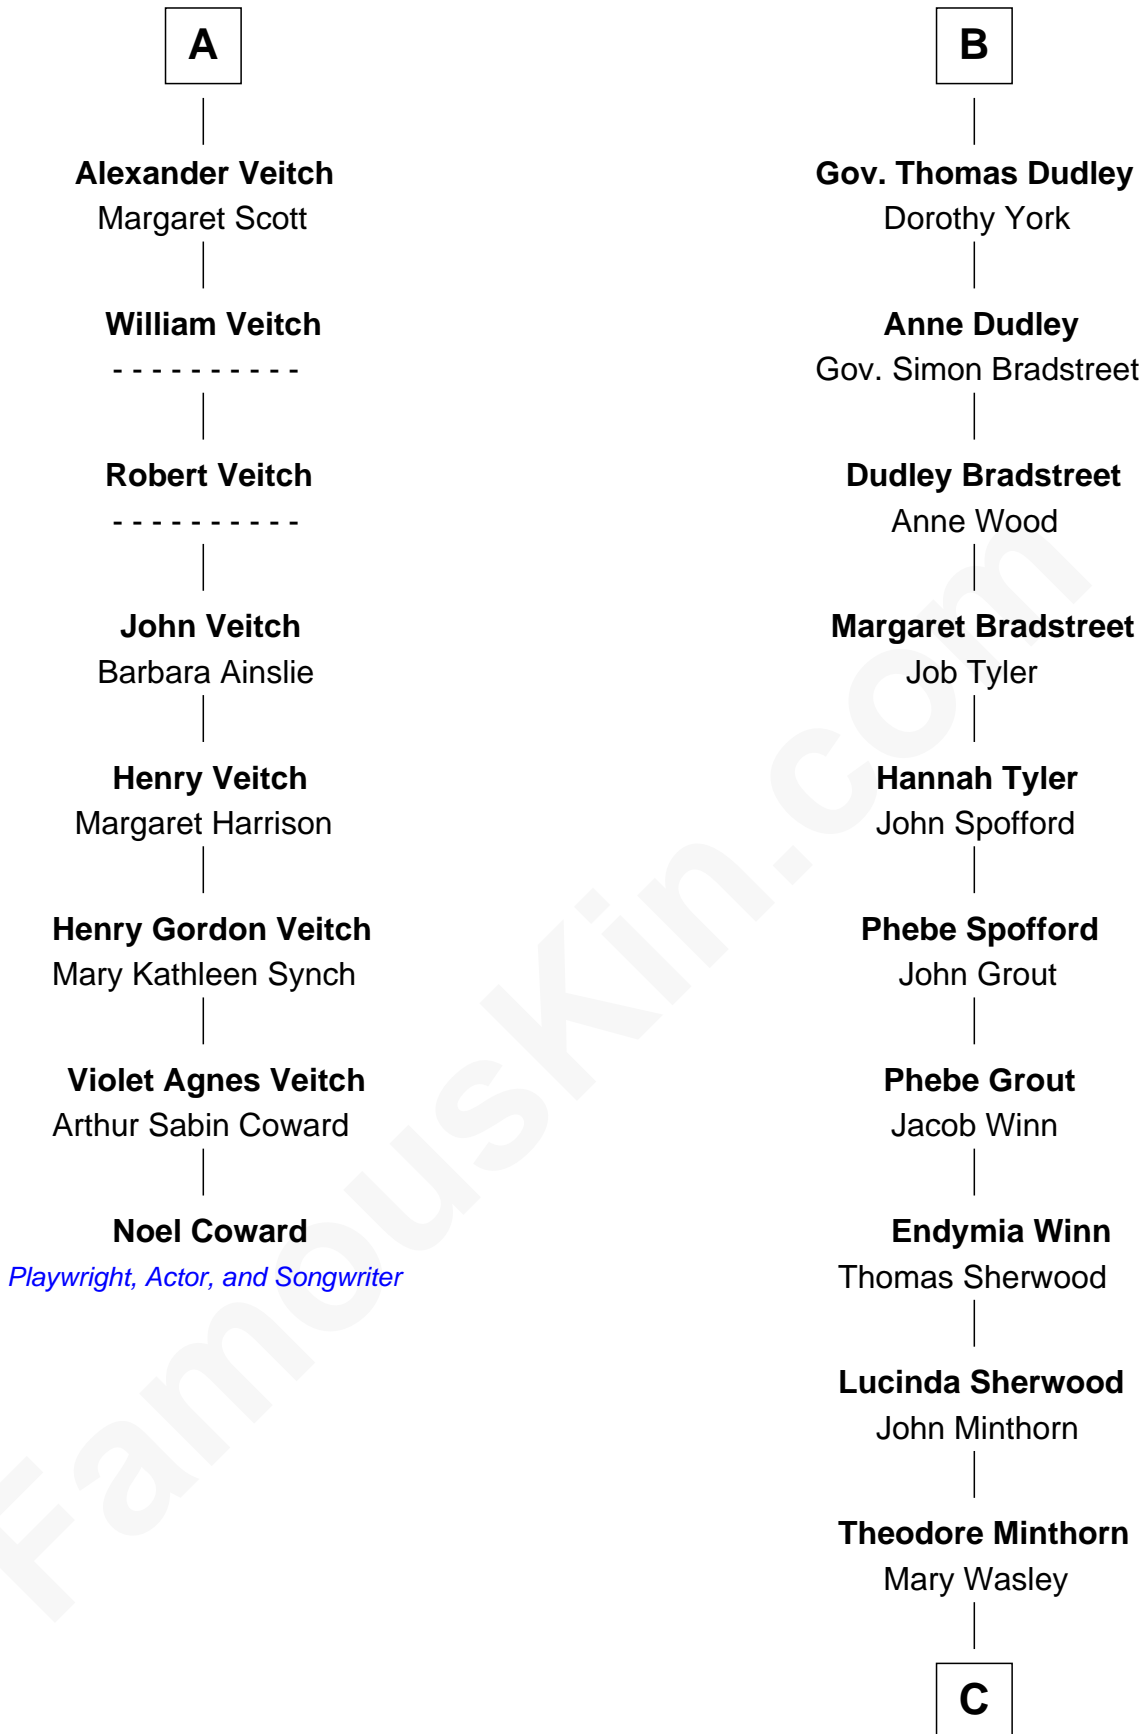 A
Alexander Veitch
Margaret Scott
William Veitch
- - - - - - - - - -
Robert Veitch
- - - - - - - - - -
John Veitch
Barbara Ainslie
Henry Veitch
Margaret Harrison
Henry Gordon Veitch
Mary Kathleen Synch
Violet Agnes Veitch
Arthur Sabin Coward
Noel Coward
Playwright, Actor, and Songwriter
B
Gov. Thomas Dudley
Dorothy York
Anne Dudley
Gov. Simon Bradstreet
Dudley Bradstreet
Anne Wood
Margaret Bradstreet
Job Tyler
Hannah Tyler
John Spofford
Phebe Spofford
John Grout
Phebe Grout
Jacob Winn
Endymia Winn
Thomas Sherwood
Lucinda Sherwood
John Minthorn
Theodore Minthorn
Mary Wasley
C
FamousKin.com